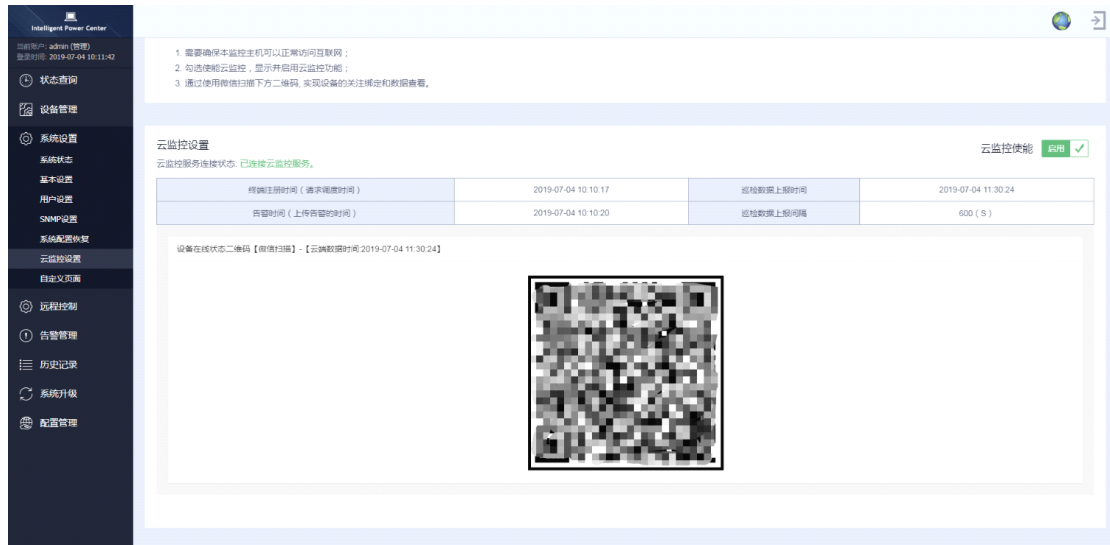 Intelligent Power Center
当前账户: admin (管理)
登录时间: 2019-07-04 10:11:42
状态查询
设备管理
系统设置
系统状态
基本设置
用户设置
SNMP设置
系统配置恢复
云监控设置
自定义页面
远程控制
告警管理
历史记录
系统升级
配置管理
1. 需要确保本监控主机可以正常访问互联网；
2. 勾选使能云监控，显示并启用云监控功能；
3. 通过使用微信扫描下方二维码, 实现设备的关注绑定和数据查看。
云监控设置
云监控使能 启用
云监控服务连接状态: 已连接云监控服务。
终端注册时间（请求调度时间） 2019-07-04 10:10:17 巡检数据上报时间 2019-07-04 11:30:24
告警时间（上传告警的时间） 2019-07-04 10:10:20 巡检数据上报间隔 600（S）
设备在线状态二维码【微信扫描】-【云端数据时间:2019-07-04 11:30:24】